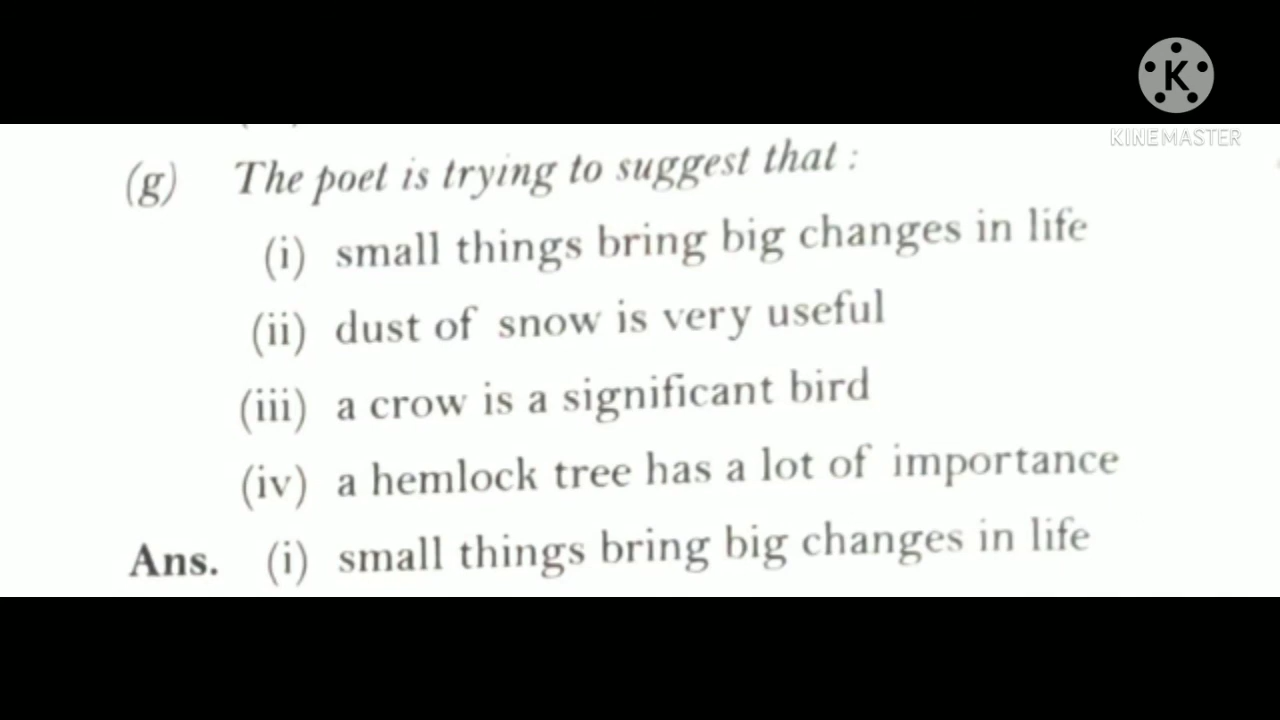 K
KINEMASTER
(g) The poet is trying to suggest that :
(i) small things bring big changes in life
(ii) dust of snow is very useful
(iii) a crow is a significant bird
(iv) a hemlock tree has a lot of importance
Ans. (i) small things bring big changes in life